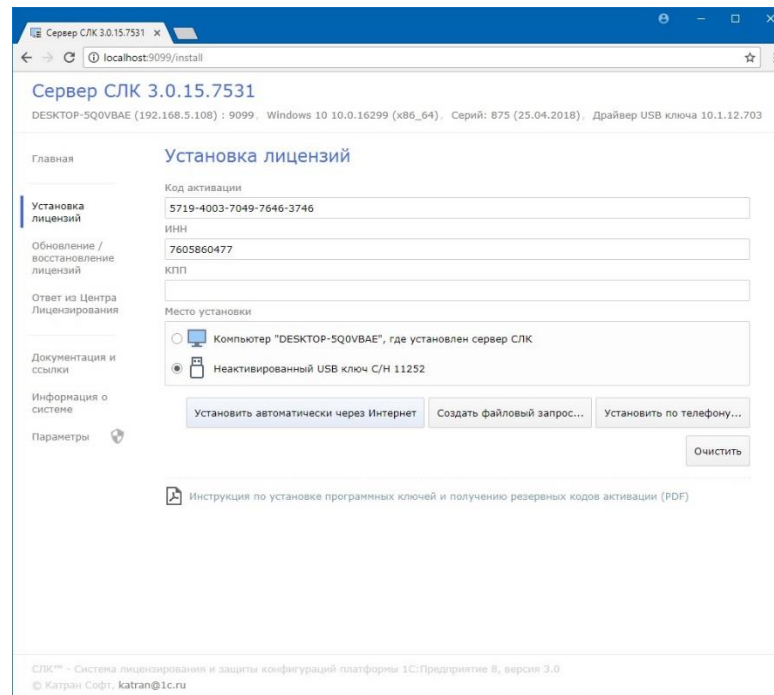 Сервер СЛК 3.0.15.7531
localhost:9099/install
Сервер СЛК 3.0.15.7531
DESKTOP-5Q0VBAE (192.168.5.108) : 9099, Windows 10 10.0.16299 (x86_64), Серий: 875 (25.04.2018), Драйвер USB ключа 10.1.12.703
Главная
Установка
лицензий
Обновление /
восстановление
лицензий
Ответ из Центра
Лицензирования
Документация и
ссылки
Информация о
системе
Параметры
Установка лицензий
Код активации
5719-4003-7049-7646-3746
ИНН
7605860477
КПП
Место установки
Компьютер "DESKTOP-5Q0VBAE", где установлен сервер СЛК
Неактивированный USB ключ С/Н 11252
Установить автоматически через Интернет
Создать файловый запрос...
Установить по телефону...
Очистить
Инструкция по установке программных ключей и получению резервных кодов активации (PDF)
СЛК™ - Система лицензирования и защиты конфигураций платформы 1С:Предприятие 8, версия 3.0
© Катран Софт, katran@1c.ru